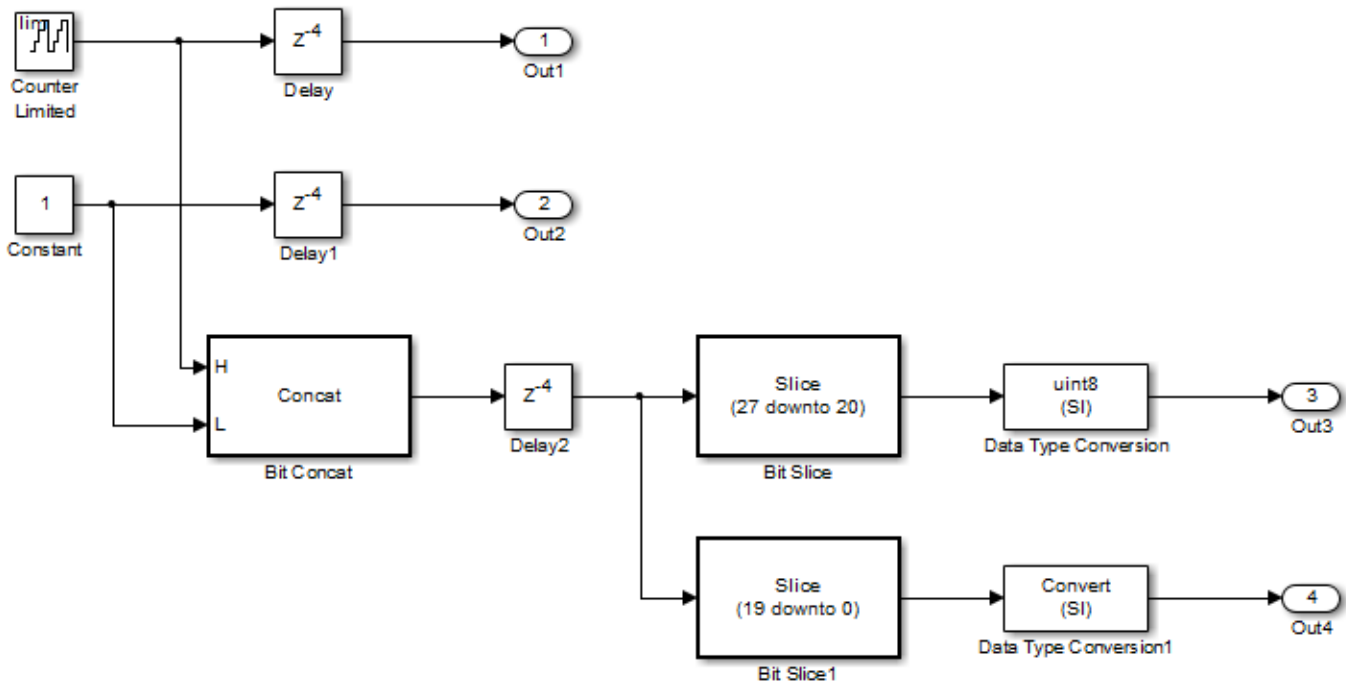 lim
Counter
Limited
z-4
Delay
1
Out1
1
Constant
z-4
Delay1
2
Out2
H
L
Concat
Bit Concat
z-4
Delay2
Slice
(27 downto 20)
Bit Slice
uint8
(SI)
Data Type Conversion
3
Out3
Slice
(19 downto 0)
Bit Slice1
Convert
(SI)
Data Type Conversion1
4
Out4